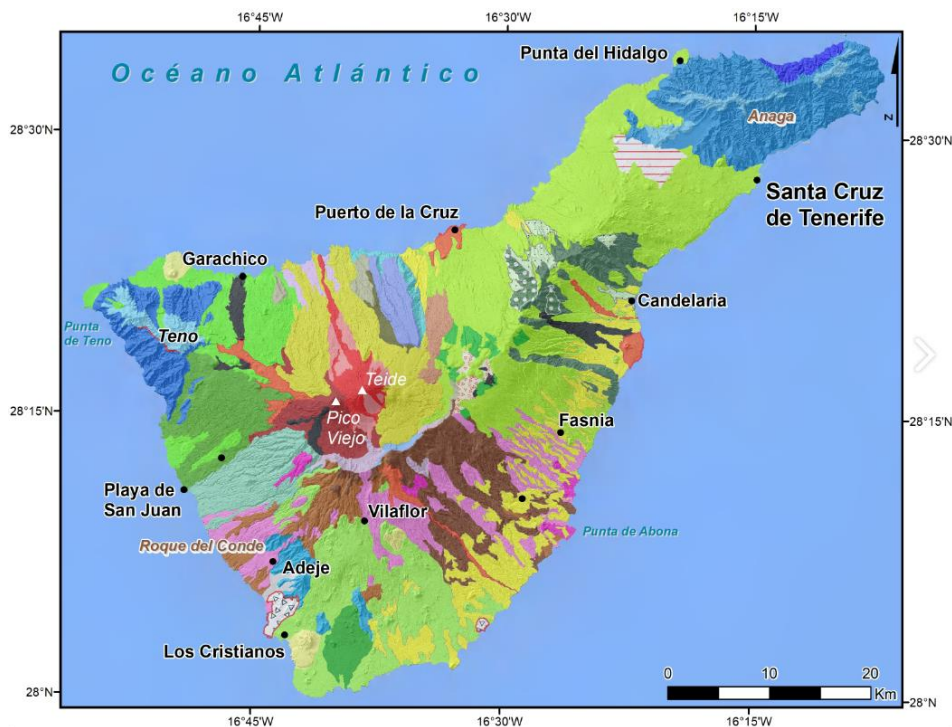 16°45'W
16°30'W
16°15'W
Océano Atlántico
Punta del Hidalgo
Anaga
N
28°30'N
28°30'N
Santa Cruz
de Tenerife
Puerto de la Cruz
Garachico
Candelaria
Punta
de Teno
Teno
Teide
28°15'N
28°15'N
Pico
Viejo
Fasnia
Playa de
San Juan
Vilaflor
Punta de Abona
Roque del Conde
Adeje
Los Cristianos
0
10
20
Km
28°N
28°N
16°45'W
16°30'W
16°15'W